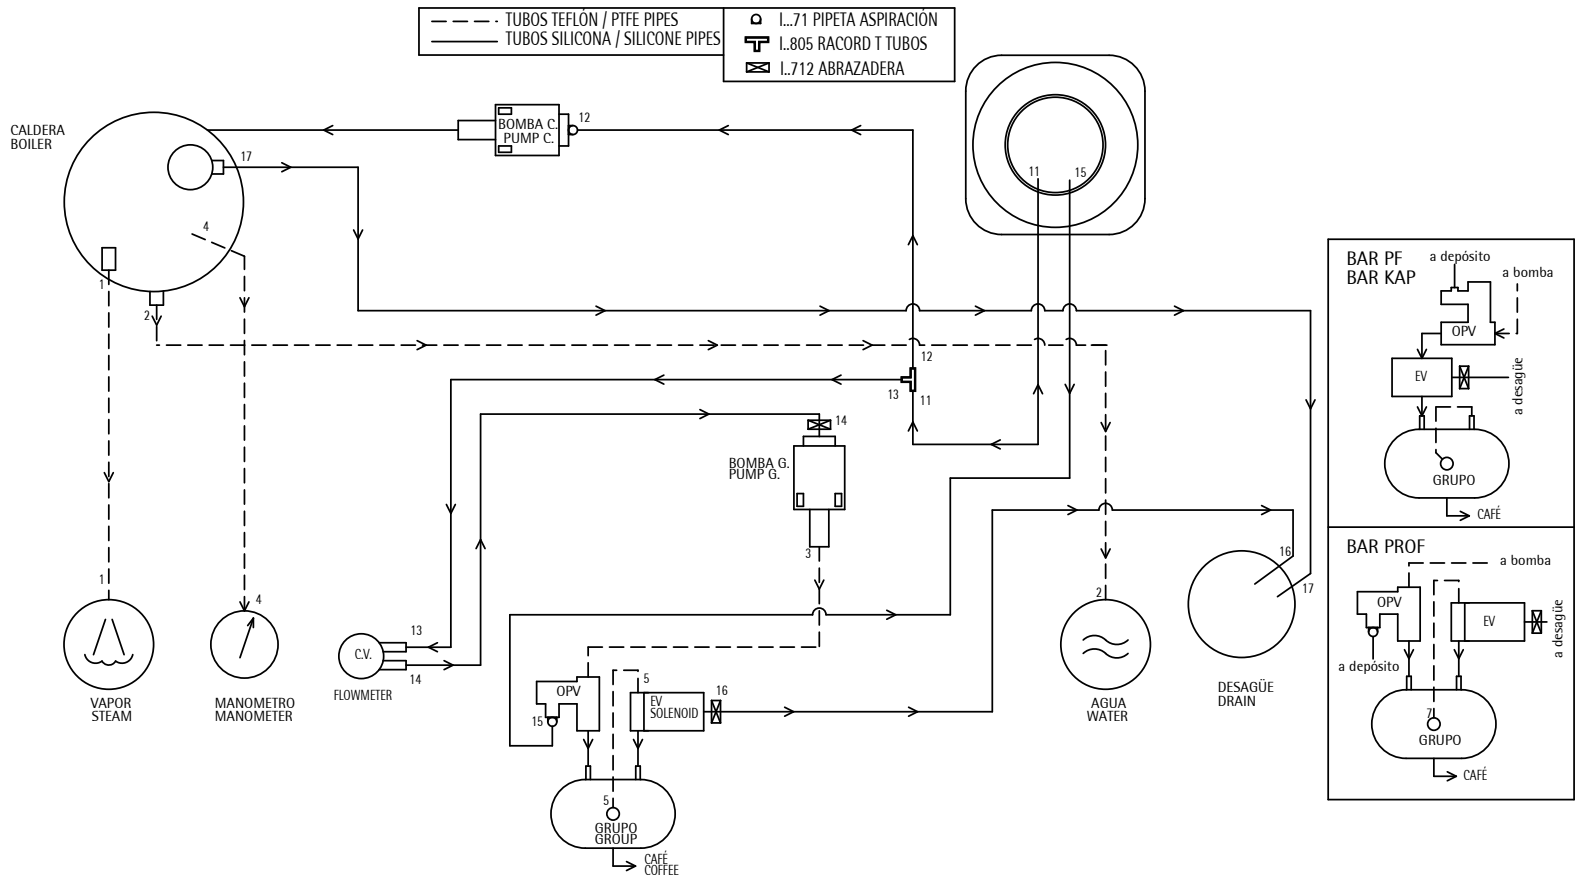 TUBOS TEFLÓN / PTFE PIPES
TUBOS SILICONA / SILICONE PIPES
I...71 PIPETA ASPIRACIÓN
I..805 RACORD T TUBOS
I..712 ABRAZADERA
CALDERA
BOILER
BOMBA C.
PUMP C.
12
17
4
1
2
11
15
12
13
11
14
BOMBA G.
PUMP G.
3
1
4
13
C.V.
14
FLOWMETER
VAPOR
STEAM
MANOMETRO
MANOMETER
OPV
15
5
EV
SOLENOID
16
5
GRUPO
GROUP
CAFÉ
COFFEE
2
AGUA
WATER
16
17
DESAGÜE
DRAIN
BAR PF
BAR KAP
a depósito
a bomba
OPV
EV
a desagüe
GRUPO
CAFÉ
BAR PROF
a bomba
OPV
EV
a desagüe
a depósito
7
GRUPO
CAFÉ